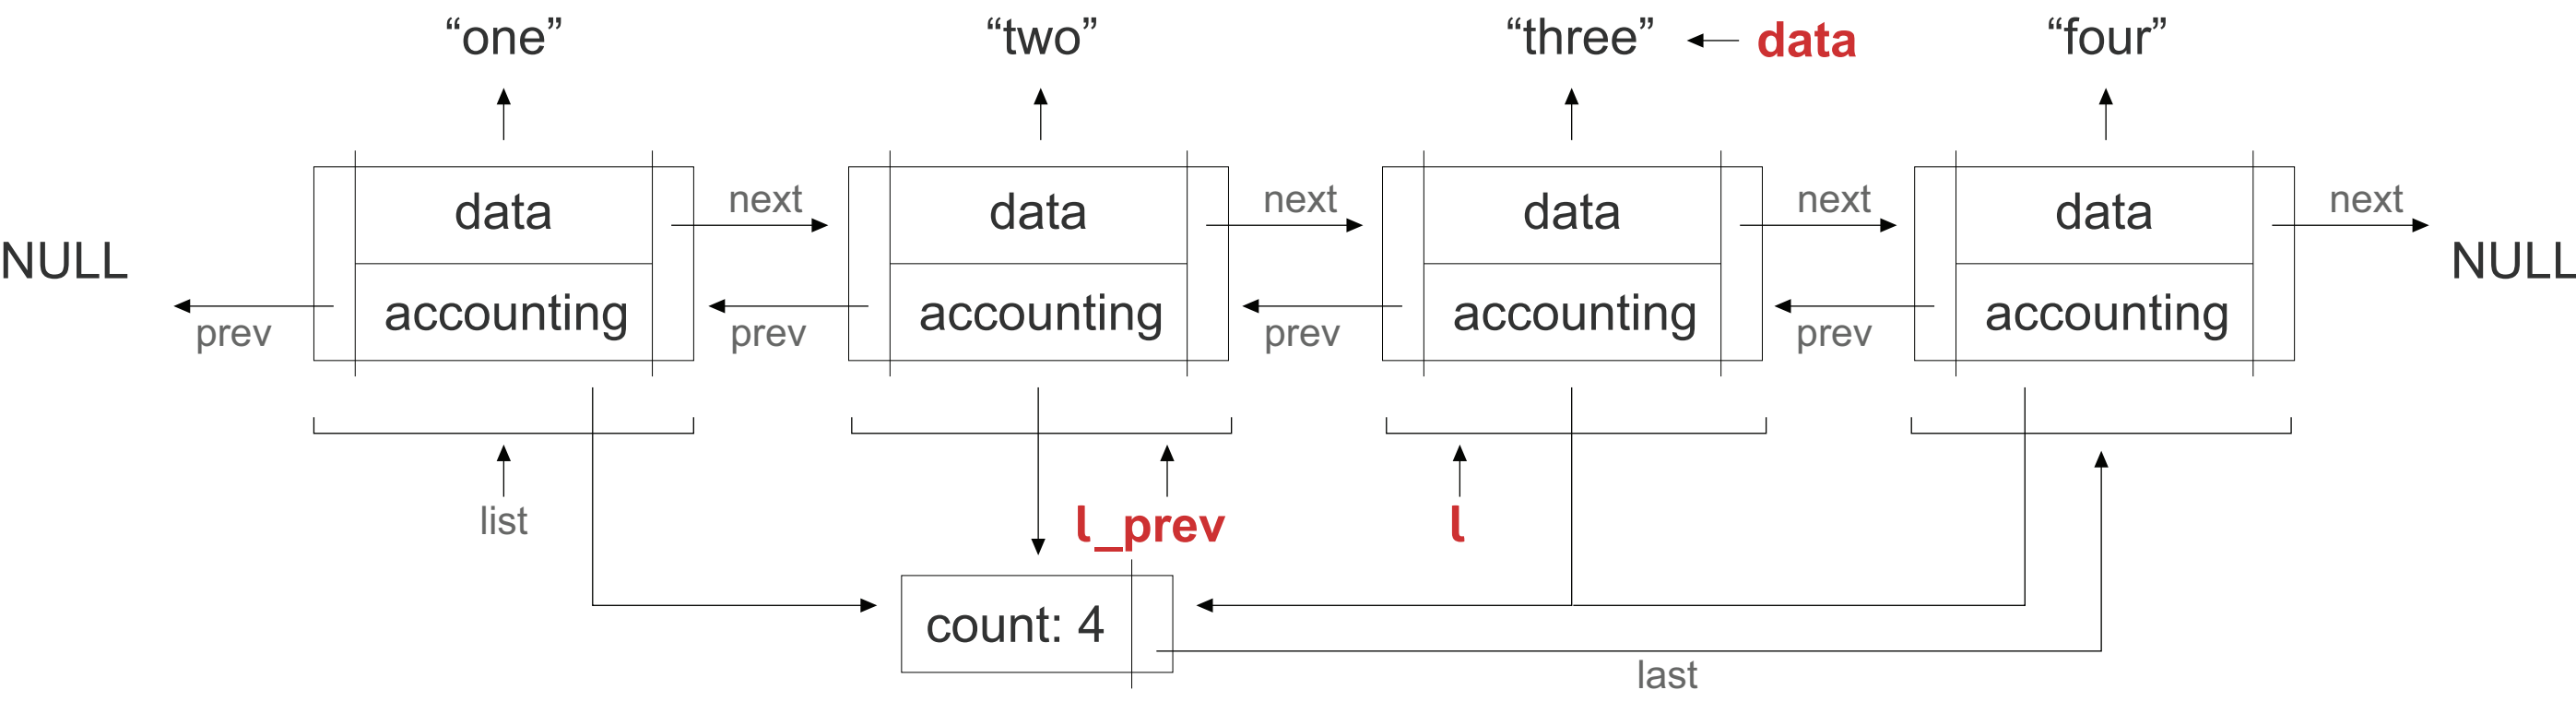 “one” “two” “three” data “four”
data next data next data next data next
NULL NULL
prev accounting prev accounting prev accounting prev accounting
list l_prev l
count: 4
last